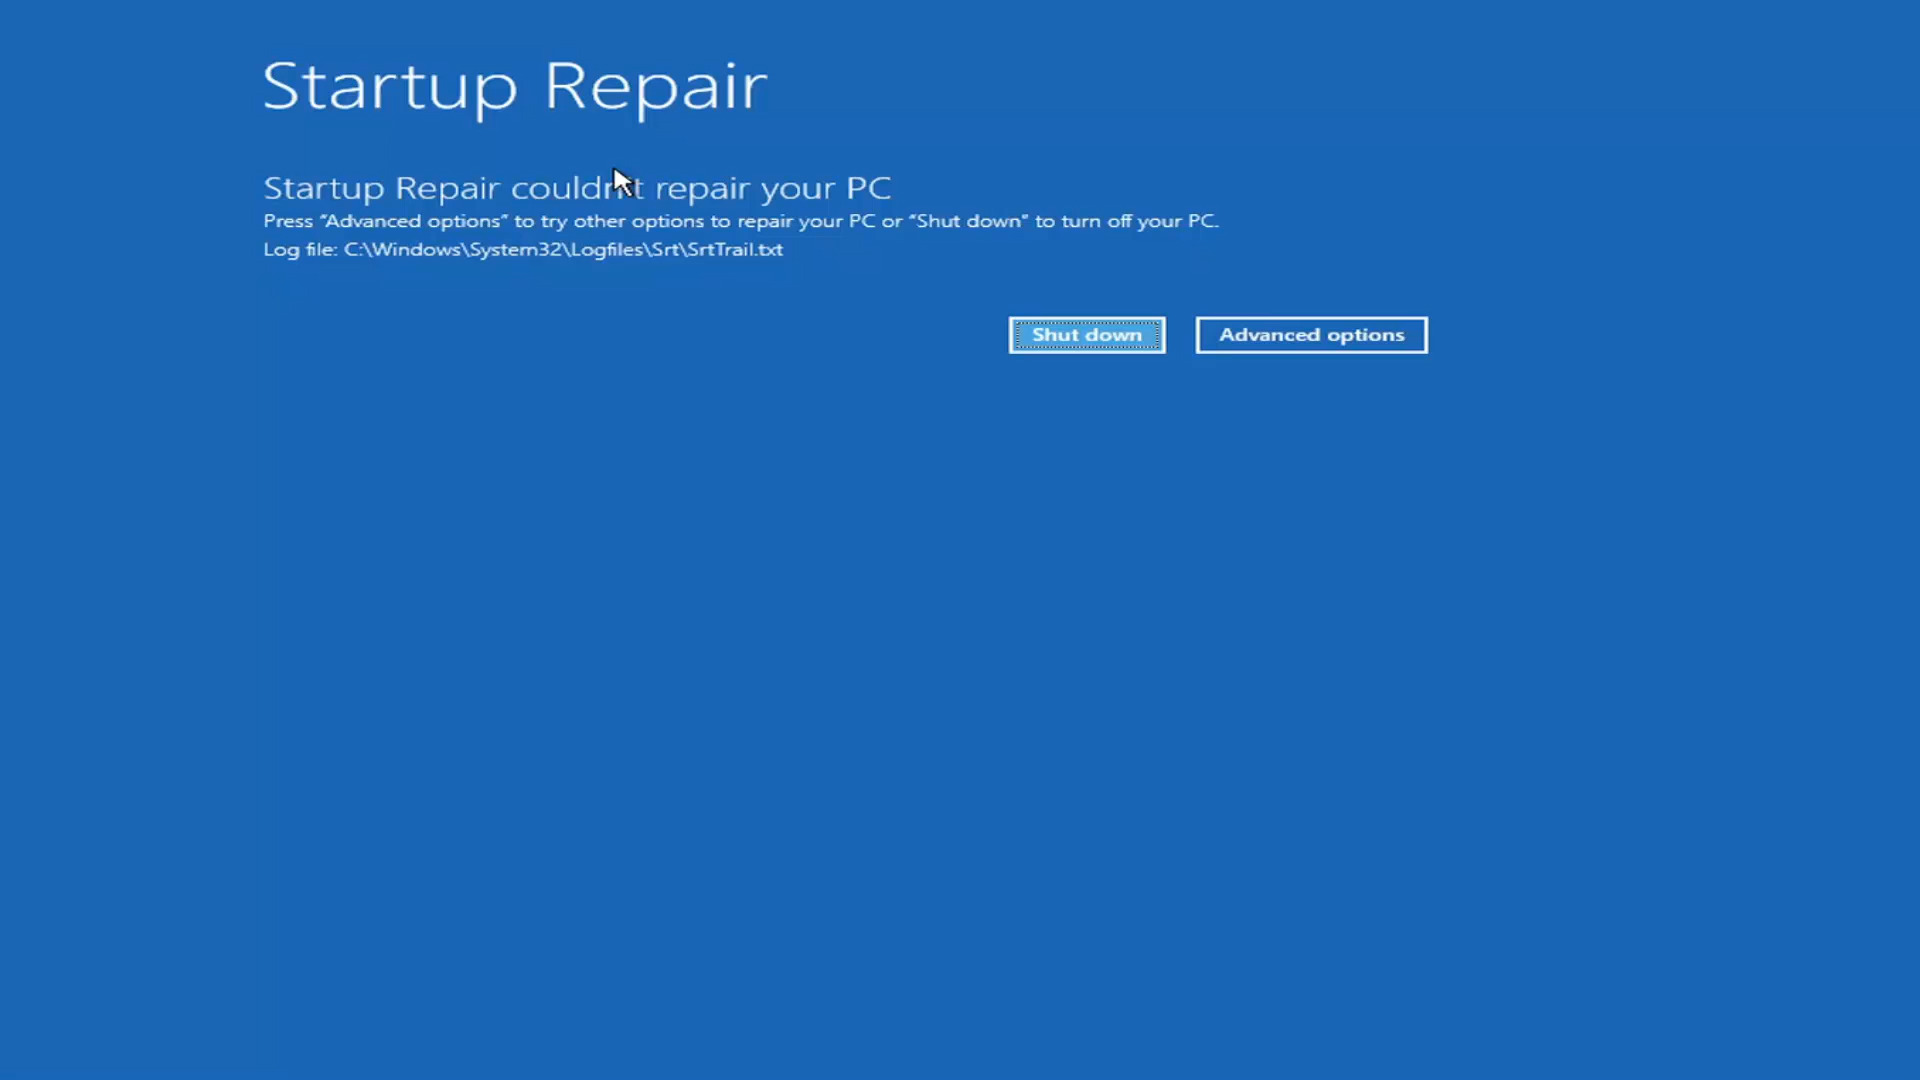 Startup Repair
Startup Repair couldn't repair your PC
Press "Advanced options" to try other options to repair your PC or "Shut down" to turn off your PC.
Log file: C:\Windows\System32\Logfiles\Srt\SrtTrail.txt
Shut down
Advanced options